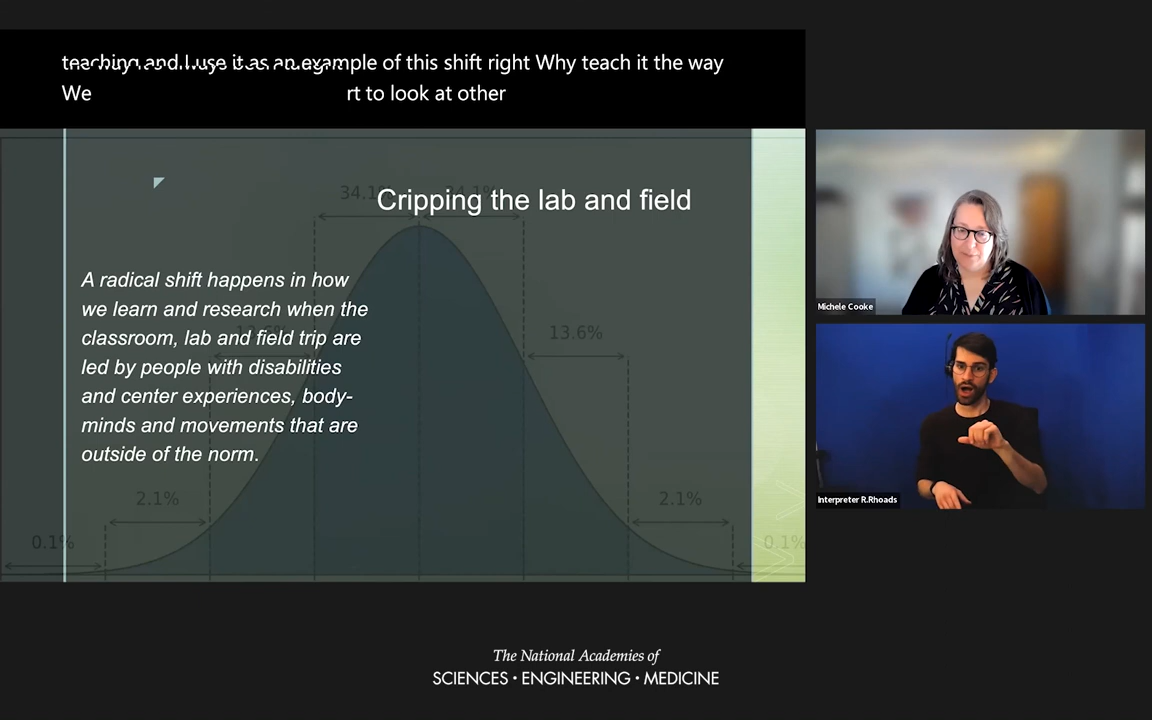 teaching and I use it as an example of this shift right Why teach it the way
We rt to look at other
34.1%
Cripping the lab and field
A radical shift happens in how
we learn and research when the
classroom, lab and field trip are
led by people with disabilities
and center experiences, body-
minds and movements that are
outside of the norm.
13.6%
2.1%
2.1%
0.1%
0.1%
Michele Cooke
Interpreter R.Rhoads
The National Academies of
SCIENCES • ENGINEERING • MEDICINE